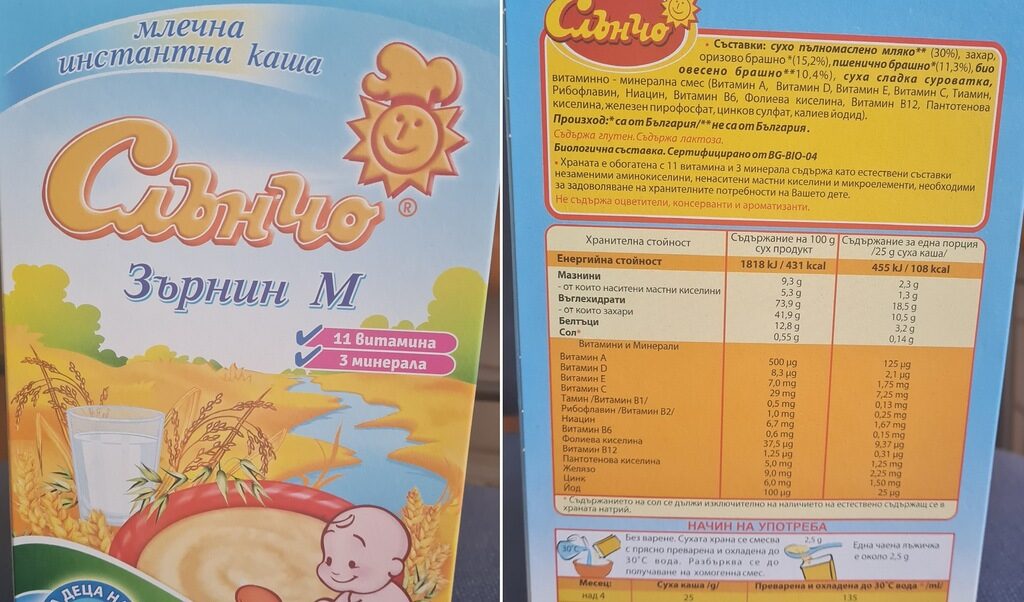 млечна
инстантна каша
Слънчо®
Зърнин М
11 витамина
3 минерала
ДЕЦА Н
Слънчо
• Съставки: сухо пълномаслено мляко** (30%), захар,
оризово брашно *(15,2%), пшенично брашно*(11,3%), био
овесено брашно**10,4%), суха сладка суроватка,
витаминно - минерална смес (Витамин А, Витамин D, Витамин Е, Витамин С, Тиамин,
Рибофлавин, Ниацин, Витамин В6, Фолиева киселина, Витамин В12, Пантотенова
киселина, железен пирофосфат, цинков сулфат, калиев йодид).
Произход:*са от България/**не са от България.
Съдържа глутен. Съдържа лактоза.
Биологична съставка. Сертифицирано от BG-BIO-04
• Храната е обогатена с 11 витамина и 3 минерала съдържа като естествени съставки
незаменими аминокиселини, ненаситени мастни киселини и микроелементи, необходими
за задоволяване на хранителните потребности на Вашето дете.
Не съдържа оцветители, консерванти и ароматизанти.
Хранителна стойност Съдържание на 100 g Съдържание за една порция
сух продукт /25 g суха каша/
Енергийна стойност 1818 kJ / 431 kcal 455 kJ / 108 kcal
Мазнини 9,3 g 2,3 g
- от които наситени мастни киселини 5,3 g 1,3 g
Въглехидрати 73,9 g 18,5 g
- от които захари 41,9 g 10,5 g
Белтъци 12,8 g 3,2 g
Сол* 0,55 g 0,14 g
Витамини и Минерали
Витамин А 500 µg 125 µg
Витамин D 8,3 µg 2,1 µg
Витамин Е 7,0 mg 1,75 mg
Витамин С 29 mg 7,25 mg
Тамин /Витамин В1/ 0,5 mg 0,13 mg
Рибофлавин /Витамин В2/ 1,0 mg 0,25 mg
Ниацин 6,7 mg 1,67 mg
Витамин В6 0,6 mg 0,15 mg
Фолиева киселина 37,5 µg 9,37 µg
Витамин В12 1,25 µg 0,31 µg
Пантотенова киселина 5,0 mg 1,25 mg
Желязо 9,0 mg 2,25 mg
Цинк 6,0 mg 1,50 mg
Йод 100 µg 25 µg
* Съдържанието на сол се дължи изключително на наличието на естествено съдържащ се в
храната натрий.
НАЧИН НА УПОТРЕБА
Без варене. Сухата храна се смесва
с прясно преварена и охладена до
30°C вода. Разбърква се до
получаване на хомогенна смес.
30°C
2,5 g
Една чаена лъжичка
е около 2,5 g
Месец: Суха каша /g/ Преварена и охладена до 30°C вода * /ml/
над 4 25 135